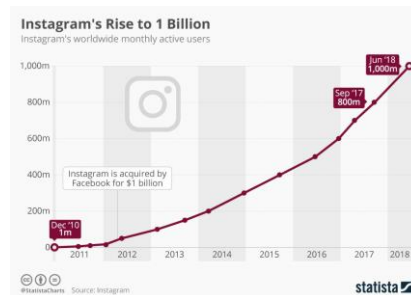 Instagram's Rise to 1 Billion
Instagram's worldwide monthly active users
Jun '18
1,000m
1,000m
Sep '17
800m
800m
600m
400m
Instagram is acquired by
Facebook for $1 billion
200m
Dec '10
1m
0
2011 2012 2013 2014 2015 2016 2017 2018
@StatistaCharts Source: Instagram
statista